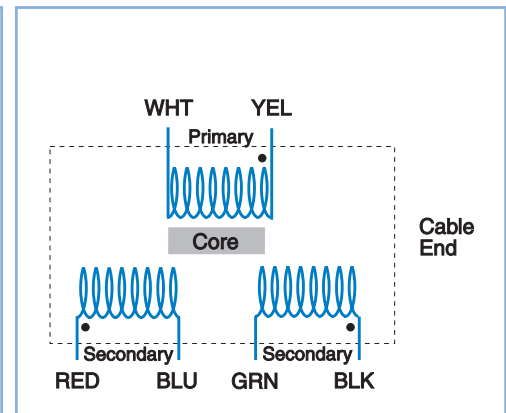 WHT YEL
Primary
Core
Cable
End
Secondary Secondary
RED BLU GRN BLK